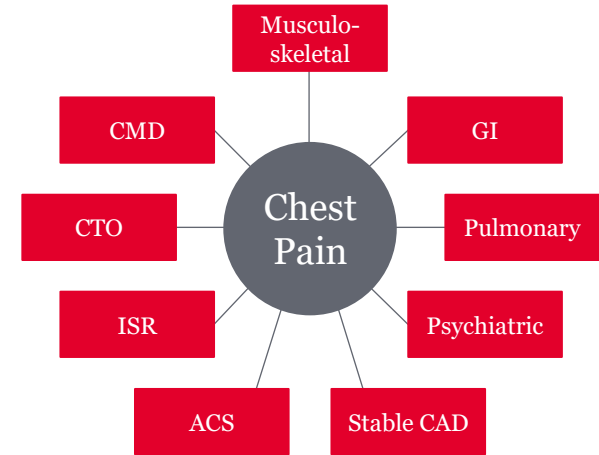 Musculo-
skeletal
CMD
GI
Chest
Pain
CTO
Pulmonary
ISR
Psychiatric
ACS
Stable CAD